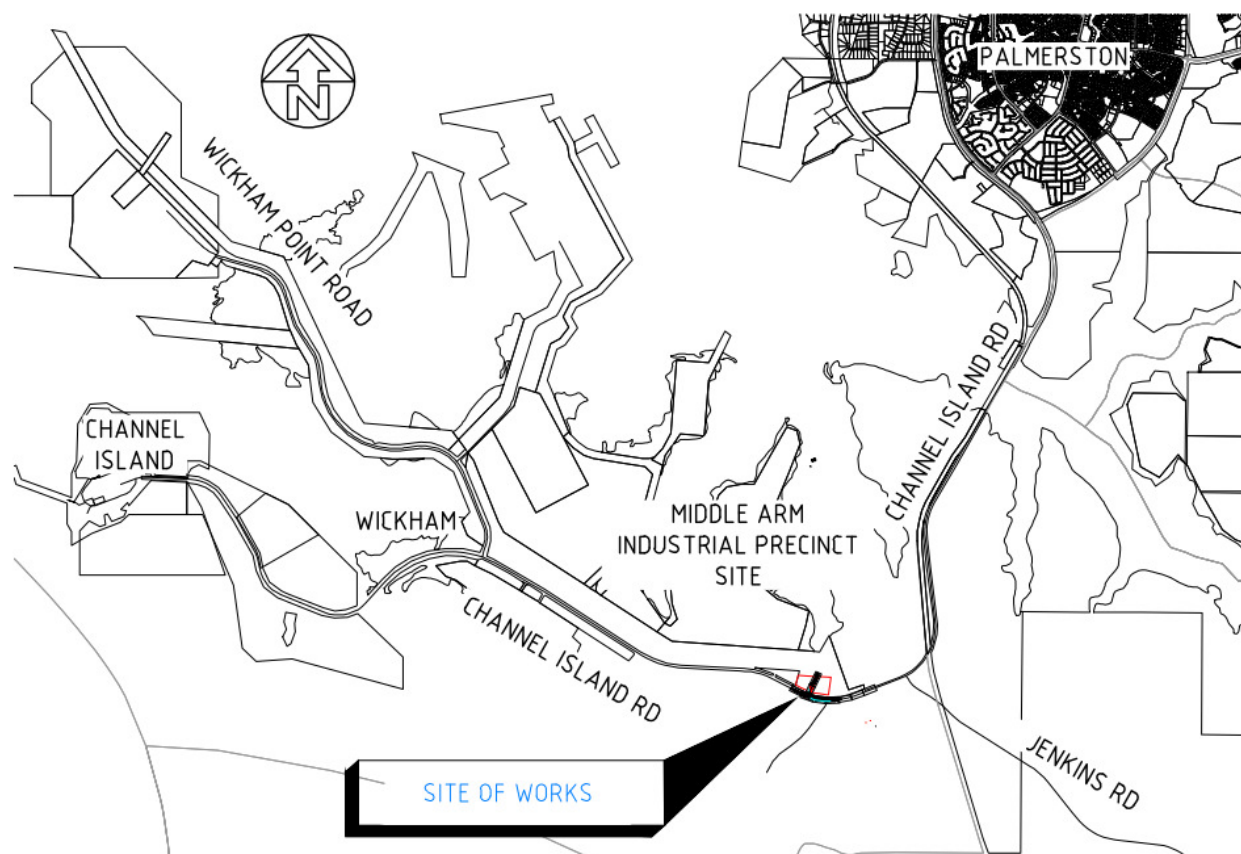 PALMERSTON
N
WICKHAM POINT ROAD
CHANNEL ISLAND RD
CHANNEL
ISLAND
WICKHAM
MIDDLE ARM
INDUSTRIAL PRECINCT
SITE
CHANNEL ISLAND RD
JENKINS RD
SITE OF WORKS